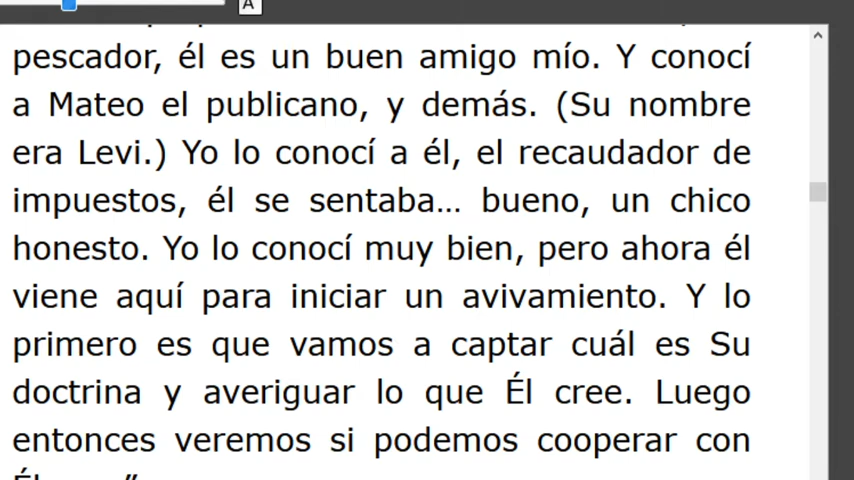 A
pescador, él es un buen amigo mío. Y conocí
a Mateo el publicano, y demás. (Su nombre
era Levi.) Yo lo conocí a él, el recaudador de
impuestos, él se sentaba… bueno, un chico
honesto. Yo lo conocí muy bien, pero ahora él
viene aquí para iniciar un avivamiento. Y lo
primero es que vamos a captar cuál es Su
doctrina y averiguar lo que Él cree. Luego
entonces veremos si podemos cooperar con